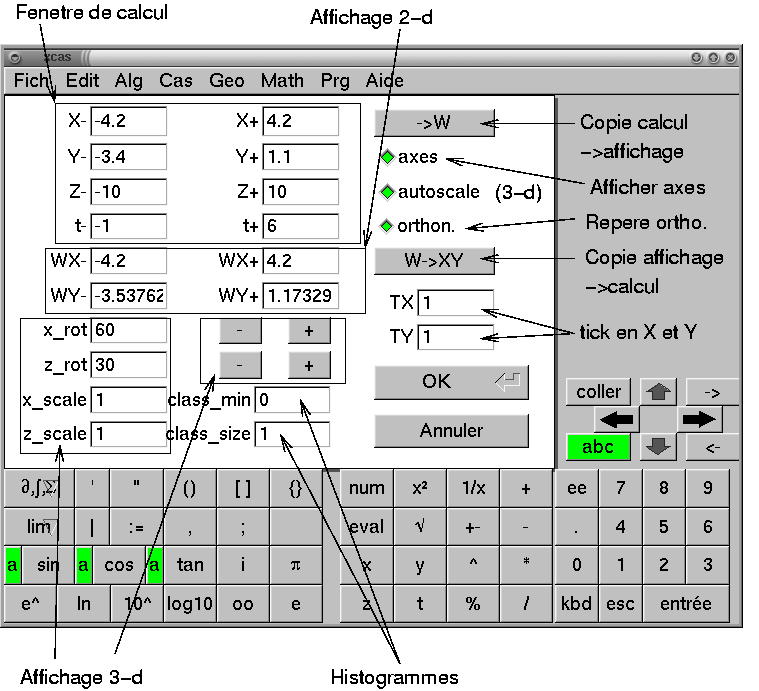 Fenetre de calcul
Affichage 2-d
xcas
Fich Edit Alg Cas Geo Math Prg Aide
X- -4.2 X+ 4.2 ->W Copie calcul
->affichage
Y- -3.4 Y+ 1.1 axes
Afficher axes
Z- -10 Z+ 10 autoscale (3-d)
t- -1 t+ 6 orthon. Repere ortho.
WX- -4.2 WX+ 4.2 W->XY Copie affichage
->calcul
WY- -3.53762 WY+ 1.17329
TX 1
x_rot 60 - + TY 1 tick en X et Y
z_rot 30 - +
OK
x_scale 1 class_min 0 coller ->
z_scale 1 class_size 1 Annuler
abc <-
∂,∫,Σ ' " () [ ] {} num x² 1/x + ee 7 8 9
lim | := , ; eval √ +- - . 4 5 6
a sin a cos a tan i π x y ^ * 0 1 2 3
e^ ln 10^ log10 oo e z t % / kbd esc entrée
Affichage 3-d
Histogrammes